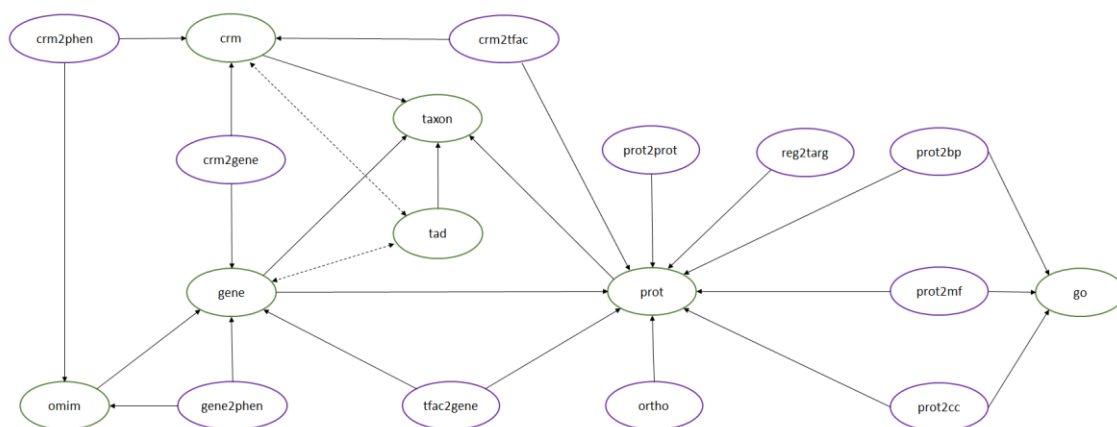 crm2phen
crm
crm2tfac
taxon
crm2gene
prot2prot
reg2targ
prot2bp
tad
gene
prot
prot2mf
go
omim
gene2phen
tfac2gene
ortho
prot2cc